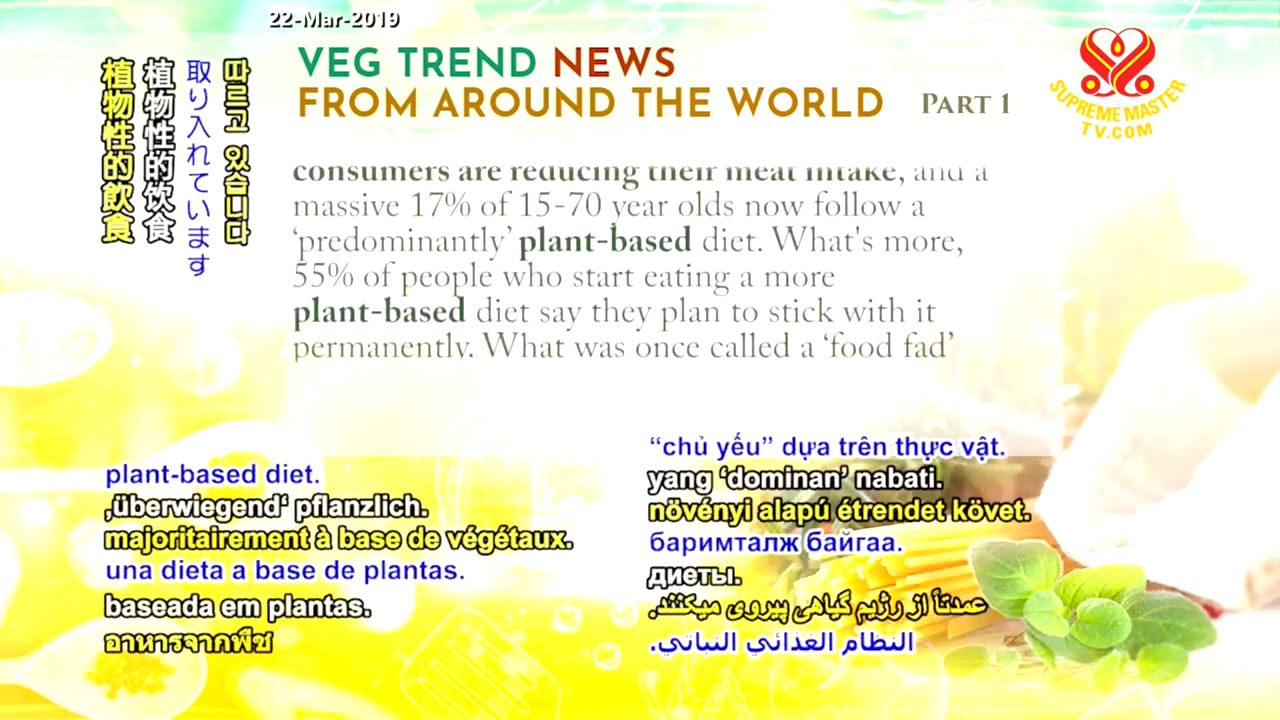 22-Mar-2019
VEG TREND NEWS
FROM AROUND THE WORLD
PART 1
SUPREME MASTER
TV.COM
植物性的飲食
植物性的饮食
取り入れています
따르고 있습니다
consumers are reducing their meat intake, and a
massive 17% of 15-70 year olds now follow a
‘predominantly’ plant-based diet. What's more,
55% of people who start eating a more
plant-based diet say they plan to stick with it
permanently. What was once called a ‘food fad’
plant-based diet.
‚überwiegend‘ pflanzlich.
majoritairement à base de végétaux.
una dieta a base de plantas.
baseada em plantas.
อาหารจากพืช
“chủ yếu” dựa trên thực vật.
yang ‘dominan’ nabati.
növényi alapú étrendet követ.
баримталж байгаа.
диеты.
عمدتاً از رژیم گیاهی پیروی میکنند.
النظام الغذائي النباتي.